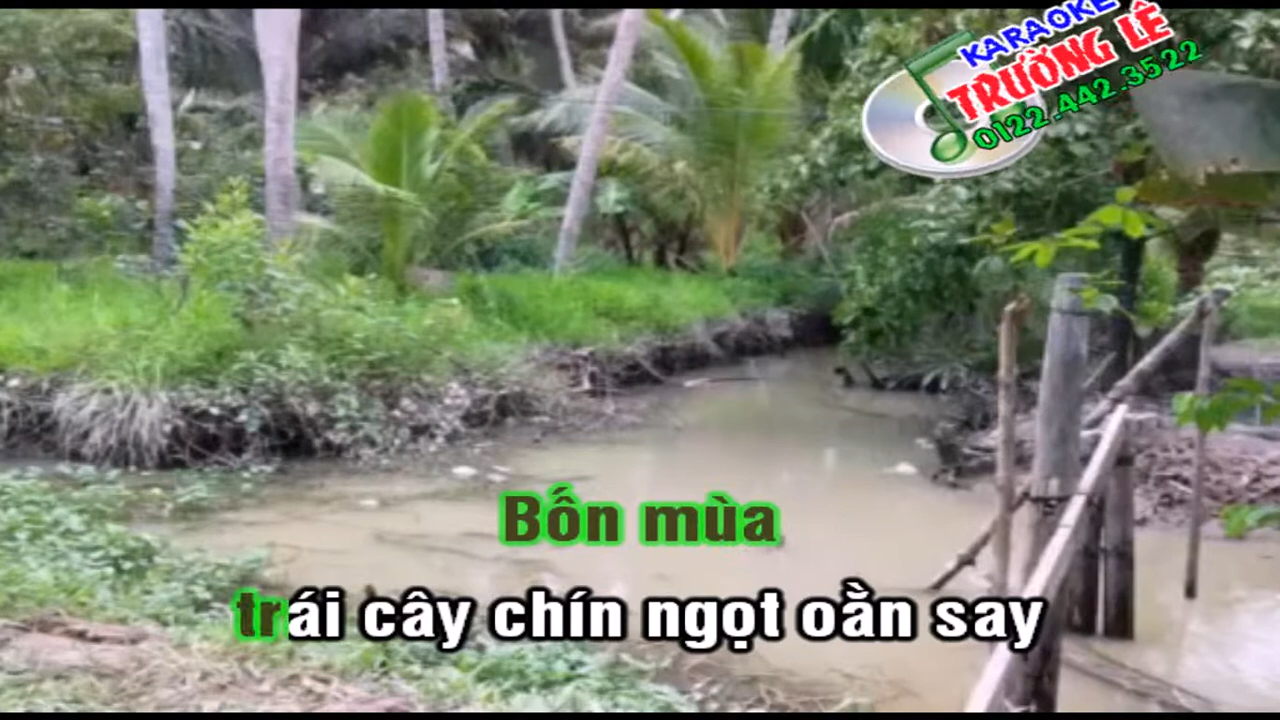 KARAOKE
TRƯỜNG LÊ
0122.442.3522
Bốn mùa
trái cây chín ngọt oằn say